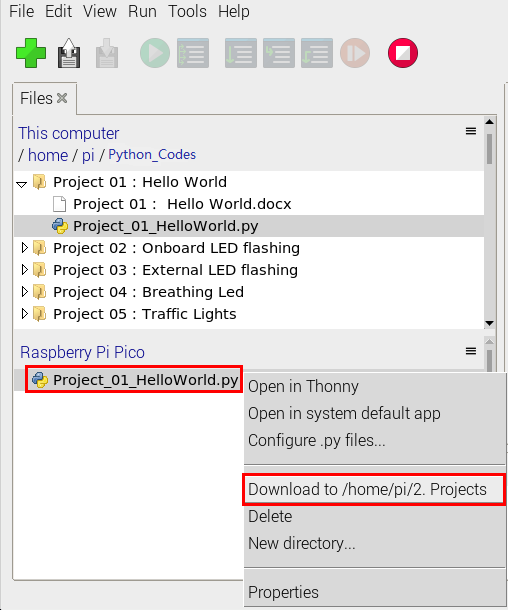 File Edit View Run Tools Help
Files
This computer
/ home / pi / Python_Codes
Project 01 : Hello World
Project 01 :  Hello World.docx
Project_01_HelloWorld.py
Project 02 : Onboard LED flashing
Project 03 : External LED flashing
Project 04 : Breathing Led
Project 05 : Traffic Lights
Raspberry Pi Pico
Project_01_HelloWorld.py
Open in Thonny
Open in system default app
Configure .py files...
Download to /home/pi/2. Projects
Delete
New directory...
Properties